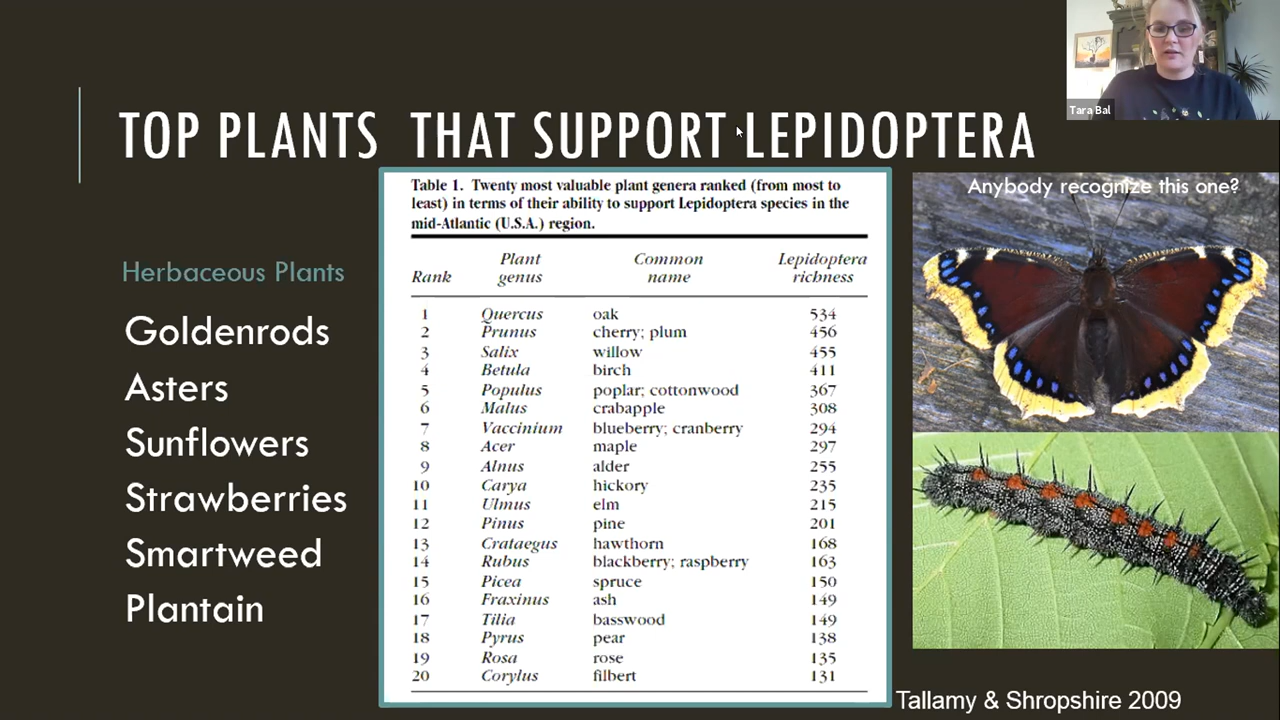 Tara Bal
TOP PLANTS THAT SUPPORT LEPIDOPTERA
Herbaceous Plants
Goldenrods
Asters
Sunflowers
Strawberries
Smartweed
Plantain
Table 1. Twenty most valuable plant genera ranked (from most to
least) in terms of their ability to support Lepidoptera species in the
mid-Atlantic (U.S.A.) region.
Rank Plant genus Common name Lepidoptera richness
1 Quercus oak 534
2 Prunus cherry; plum 456
3 Salix willow 455
4 Betula birch 411
5 Populus poplar; cottonwood 367
6 Malus crabapple 308
7 Vaccinium blueberry; cranberry 294
8 Acer maple 297
9 Alnus alder 255
10 Carya hickory 235
11 Ulmus elm 215
12 Pinus pine 201
13 Crataegus hawthorn 168
14 Rubus blackberry; raspberry 163
15 Picea spruce 150
16 Fraxinus ash 149
17 Tilia basswood 149
18 Pyrus pear 138
19 Rosa rose 135
20 Corylus filbert 131
Anybody recognize this one?
Tallamy & Shropshire 2009